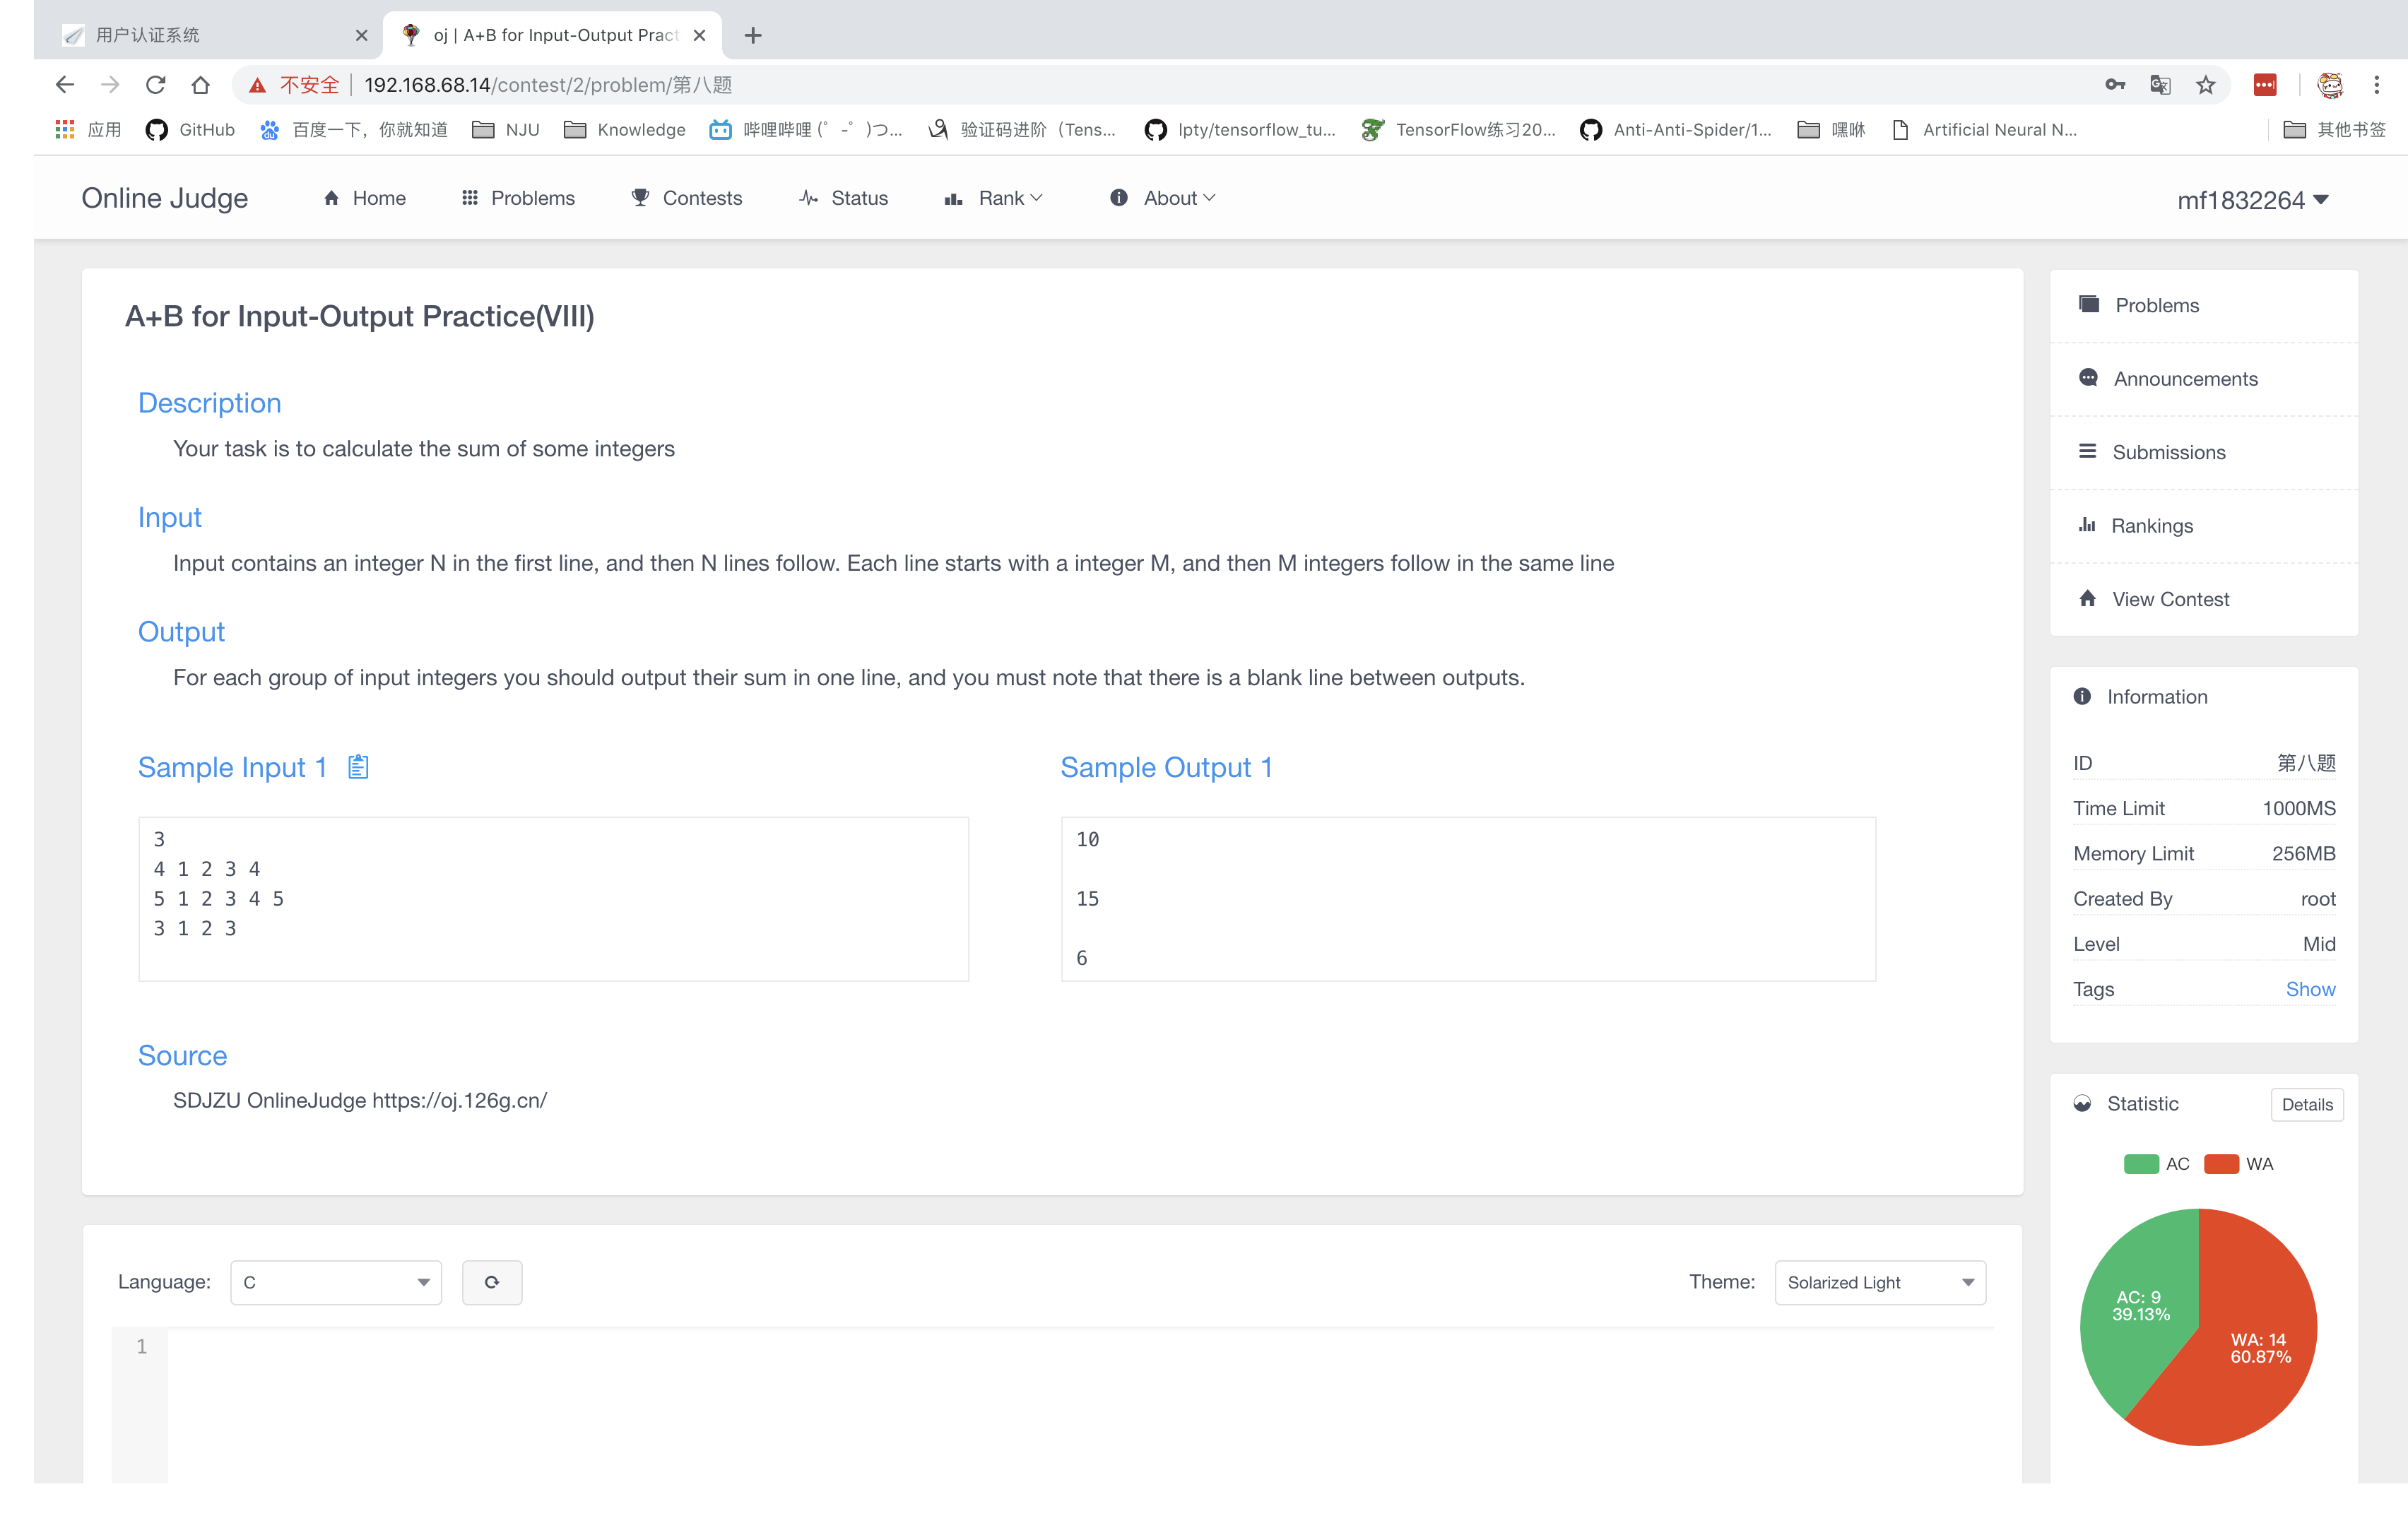 用户认证系统
oj | A+B for Input-Output Pract
不安全 | 192.168.68.14/contest/2/problem/第八题
应用 GitHub 百度一下，你就知道 NJU Knowledge 哔哩哔哩 (゜-゜)つ... 验证码进阶（Tens... lpty/tensorflow_tu... TensorFlow练习20... Anti-Anti-Spider/1... 嘿咻 Artificial Neural N... 其他书签
Online Judge Home Problems Contests Status Rank About mf1832264
A+B for Input-Output Practice(VIII)
Description
Your task is to calculate the sum of some integers
Input
Input contains an integer N in the first line, and then N lines follow. Each line starts with a integer M, and then M integers follow in the same line
Output
For each group of input integers you should output their sum in one line, and you must note that there is a blank line between outputs.
Sample Input 1
3
4 1 2 3 4
5 1 2 3 4 5
3 1 2 3
Sample Output 1
10
15
6
Source
SDJZU OnlineJudge https://oj.126g.cn/
Language: C
Theme: Solarized Light
1
Problems
Announcements
Submissions
Rankings
View Contest
Information
ID 第八题
Time Limit 1000MS
Memory Limit 256MB
Created By root
Level Mid
Tags Show
Statistic Details
AC WA
AC: 9
39.13%
WA: 14
60.87%